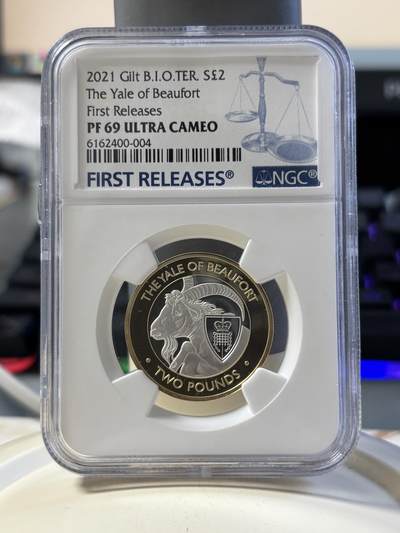 2021 Gilt B.I.O.TER. S£2
The Yale of Beaufort
First Releases
PF 69 ULTRA CAMEO
6162400-004
FIRST RELEASES®
NGC®
THE YALE OF BEAUFORT
TWO POUNDS